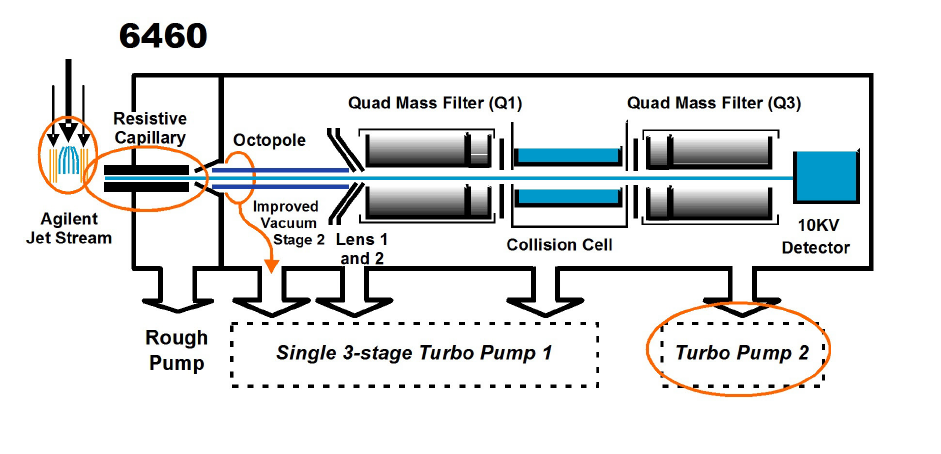 6460
Quad Mass Filter (Q1)
Quad Mass Filter (Q3)
Resistive
Capillary
Octopole
Agilent
Jet Stream
Improved
Vacuum
Stage 2
Lens 1
and 2
Collision Cell
10KV
Detector
Rough
Pump
Single 3-stage Turbo Pump 1
Turbo Pump 2